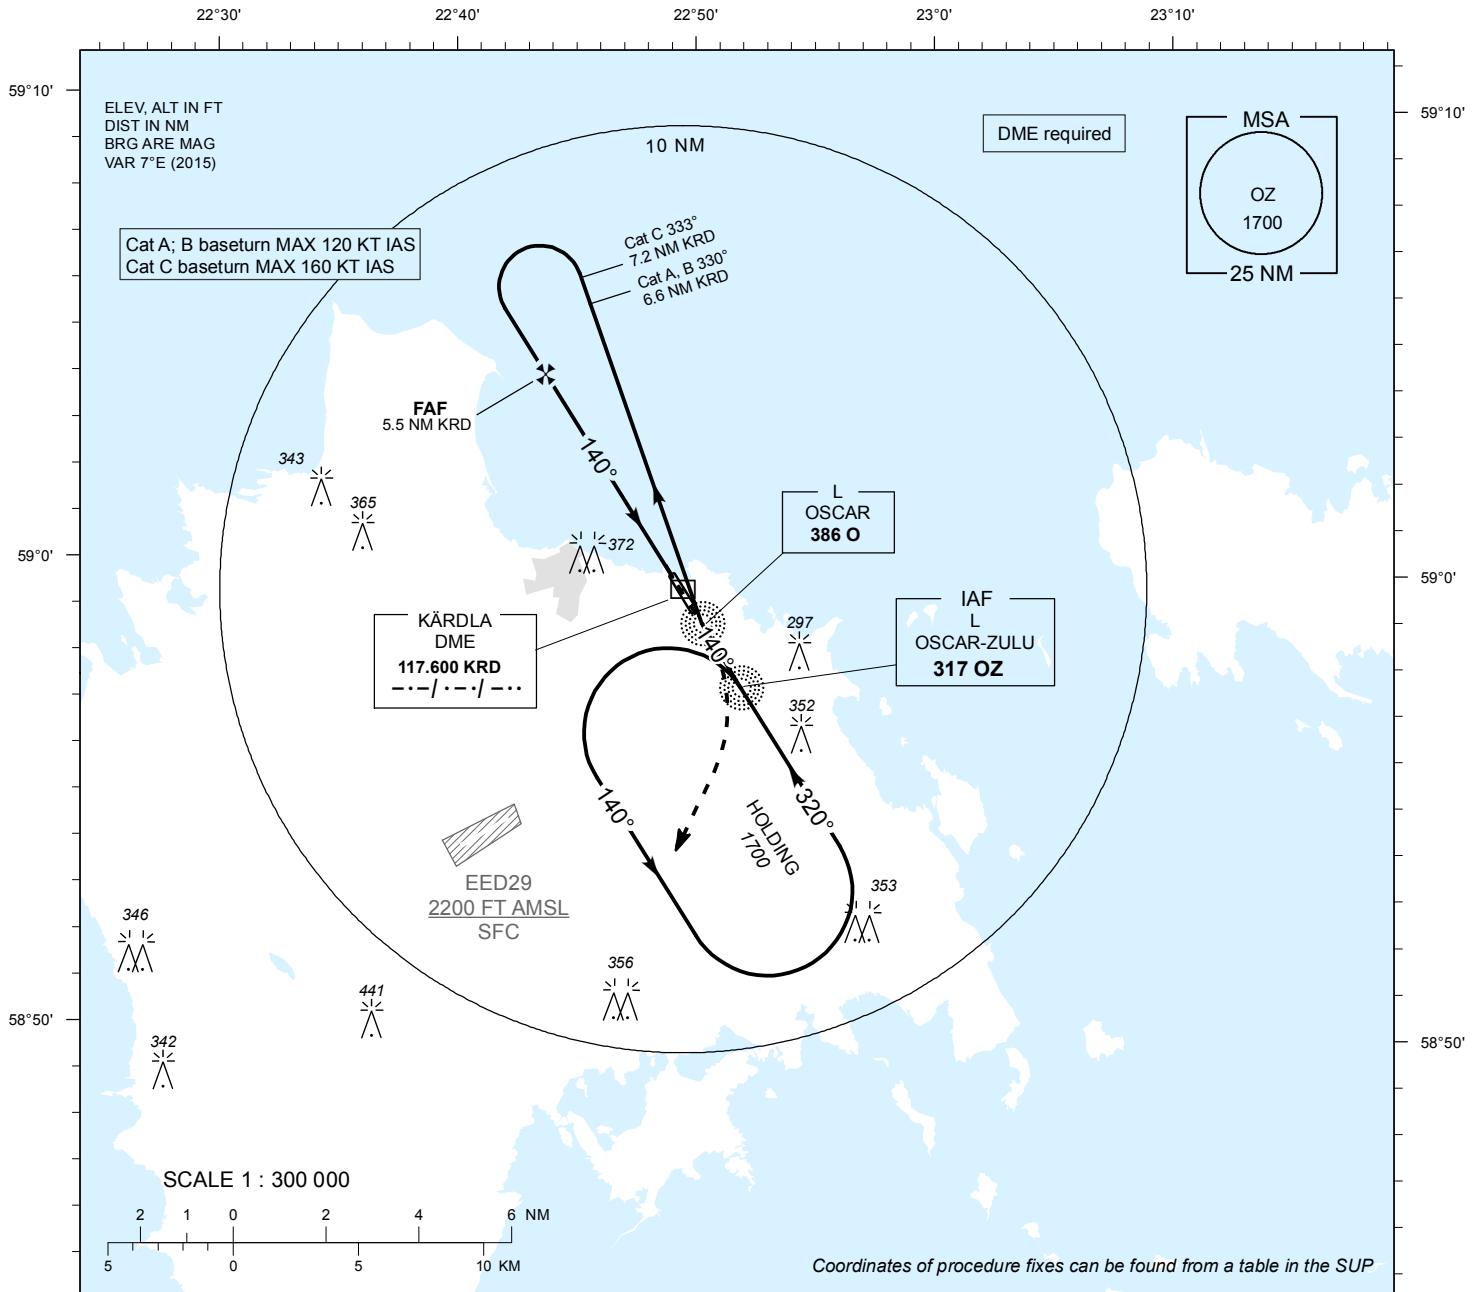 22°30' 22°40' 22°50' 23°0' 23°10'
59°10'
59°10'
ELEV, ALT IN FT
DIST IN NM
BRG ARE MAG
VAR 7°E (2015)
10 NM
DME required
MSA
OZ
1700
25 NM
Cat A; B baseturn MAX 120 KT IAS
Cat C baseturn MAX 160 KT IAS
Cat C 333°
7.2 NM KRD
Cat A, B 330°
6.6 NM KRD
FAF
5.5 NM KRD
140°
343
365
372
L
OSCAR
386 O
59°0'
59°0'
KÄRDLA
DME
117.600 KRD
IAF
L
OSCAR-ZULU
317 OZ
140°
297
352
140°
320°
HOLDING
1700
EED29
2200 FT AMSL
SFC
353
346
356
441
342
58°50'
58°50'
SCALE 1 : 300 000
2 1 0 2 4 6 NM
5 0 5 10 KM
Coordinates of procedure fixes can be found from a table in the SUP